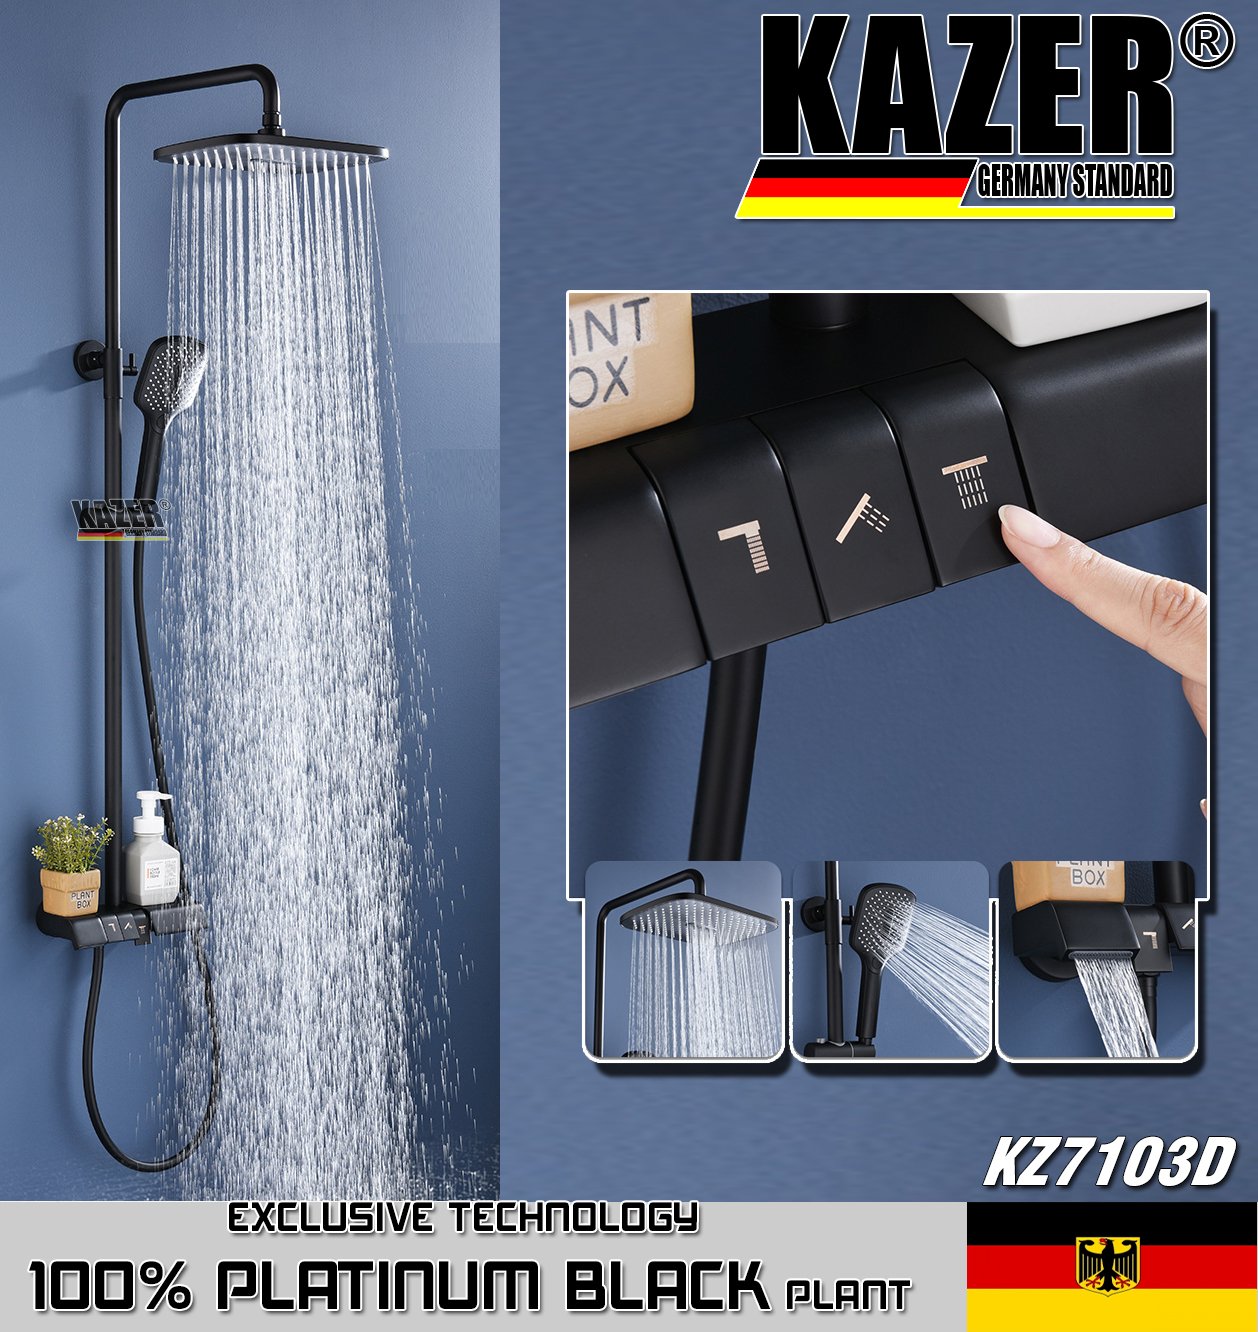 KAZER®
GERMANY STANDARD
INT
OX
KAZER®
PLANT
BOX
BOX
KZ7103D
EXCLUSIVE TECHNOLOGY
100% PLATINUM BLACK PLANT